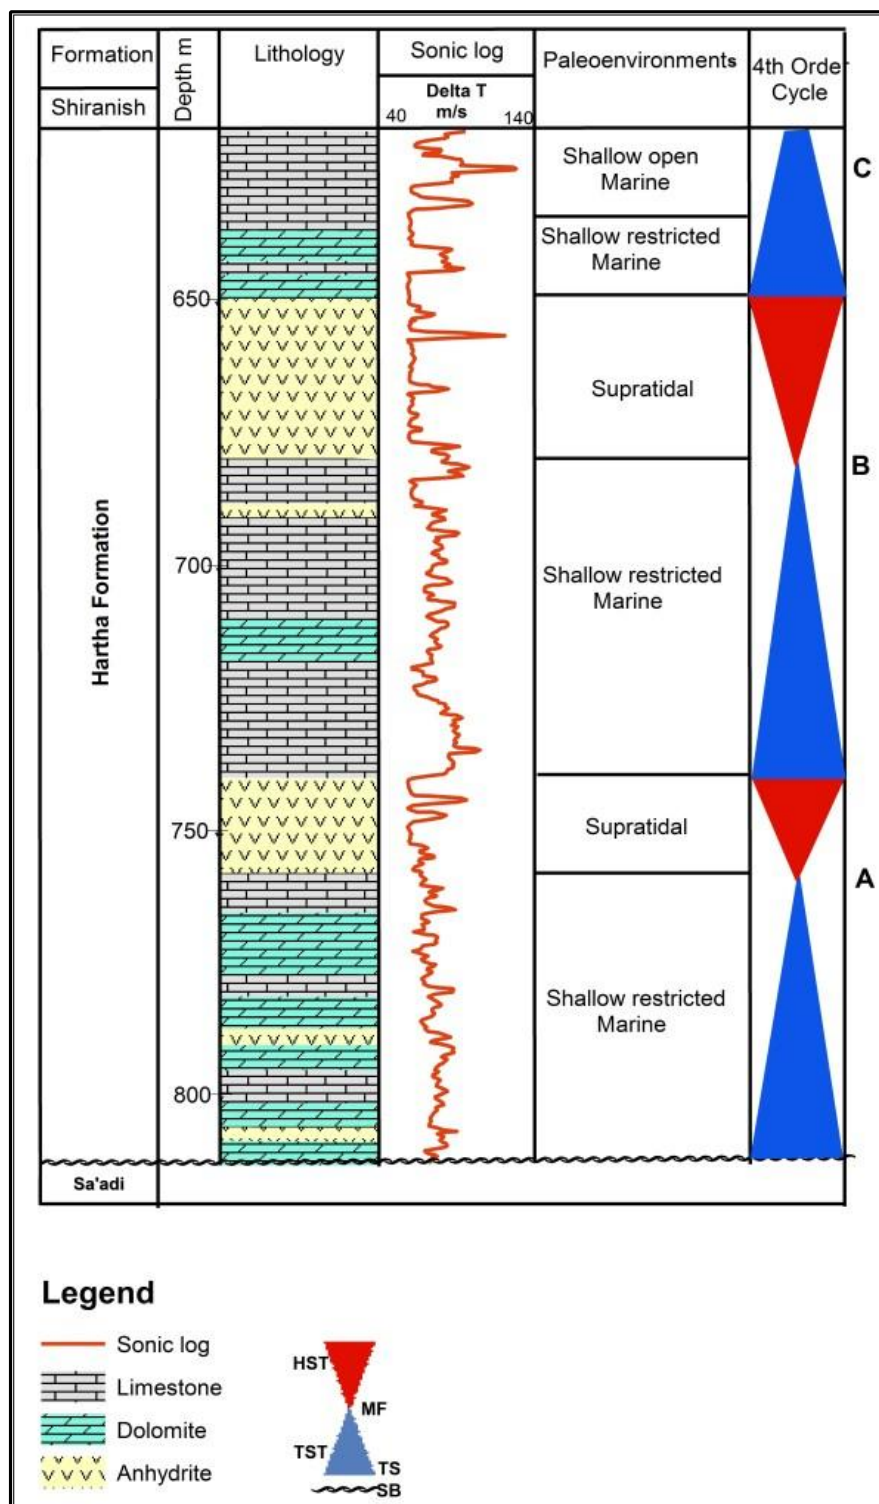 Formation
Shiranish
Depth m
Lithology
Sonic log
Delta T
m/s
40
140
Paleoenvironments
4th Order
Cycle
Hartha Formation
650
700
750
800
Shallow open
Marine
Shallow restricted
Marine
Supratidal
Shallow restricted
Marine
Supratidal
Shallow restricted
Marine
C
B
A
Sa'adi
Legend
Sonic log
Limestone
Dolomite
Anhydrite
HST
MF
TST
TS
SB